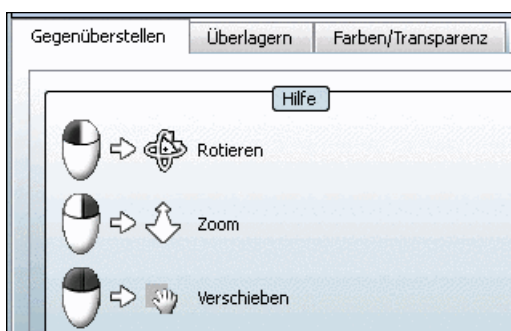 Gegenüberstellen Überlagern Farben/Transparenz
Hilfe
Rotieren
Zoom
Verschieben